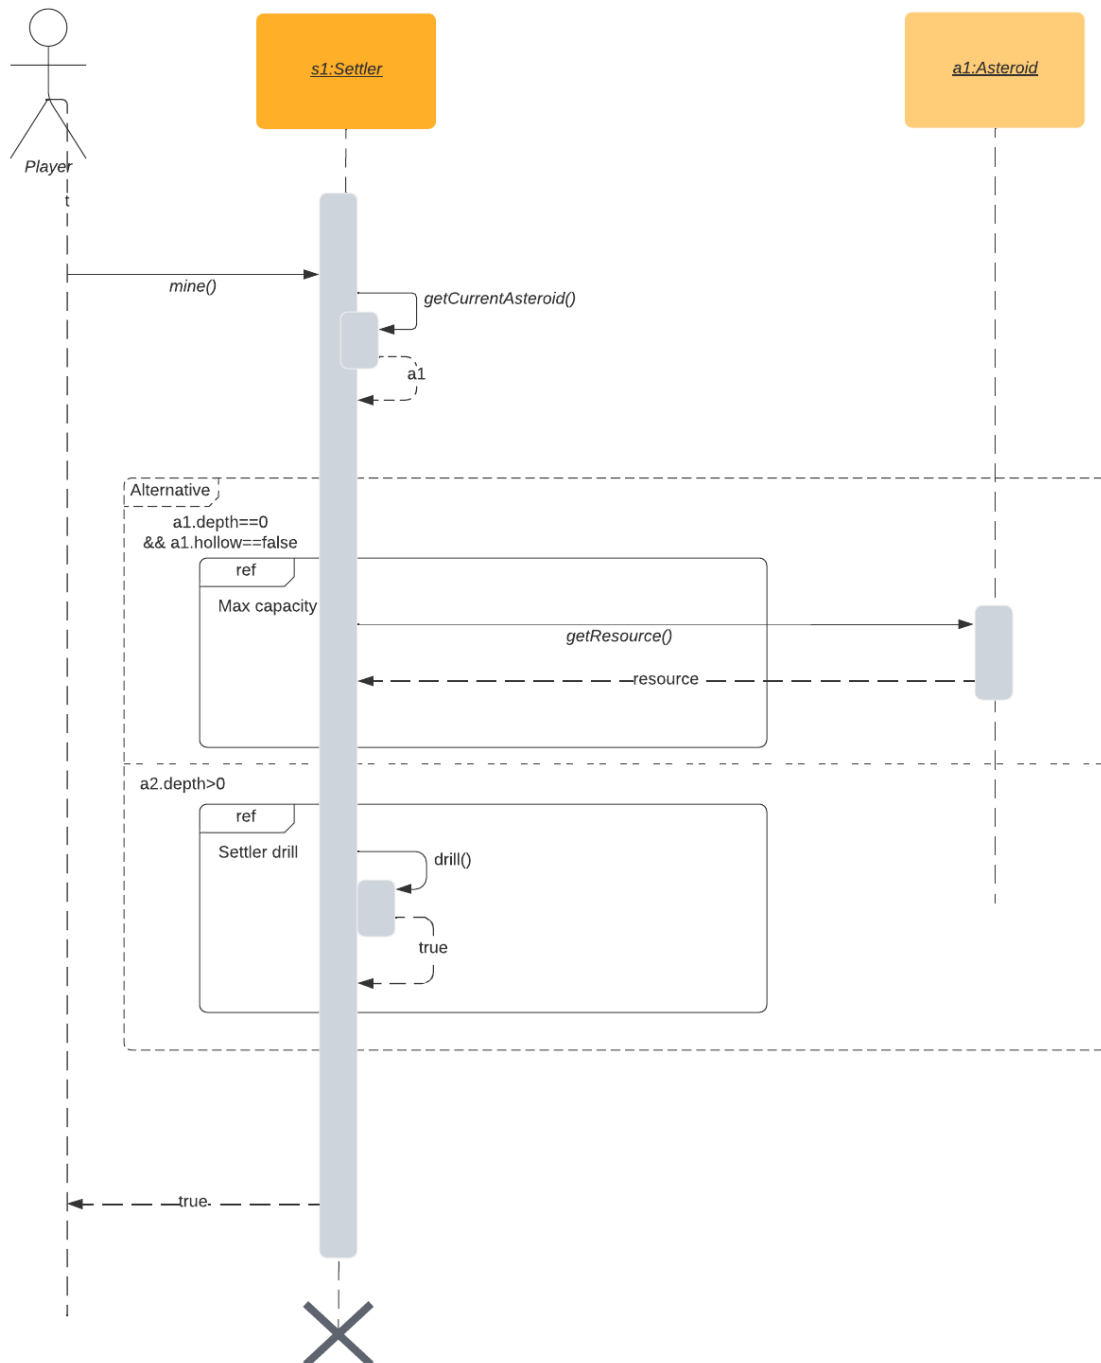 s1:Settler
a1:Asteroid
Player
t
mine()
getCurrentAsteroid()
a1
Alternative
a1.depth==0
&& a1.hollow==false
ref
Max capacity
getResource()
resource
a2.depth>0
ref
Settler drill
drill()
true
true